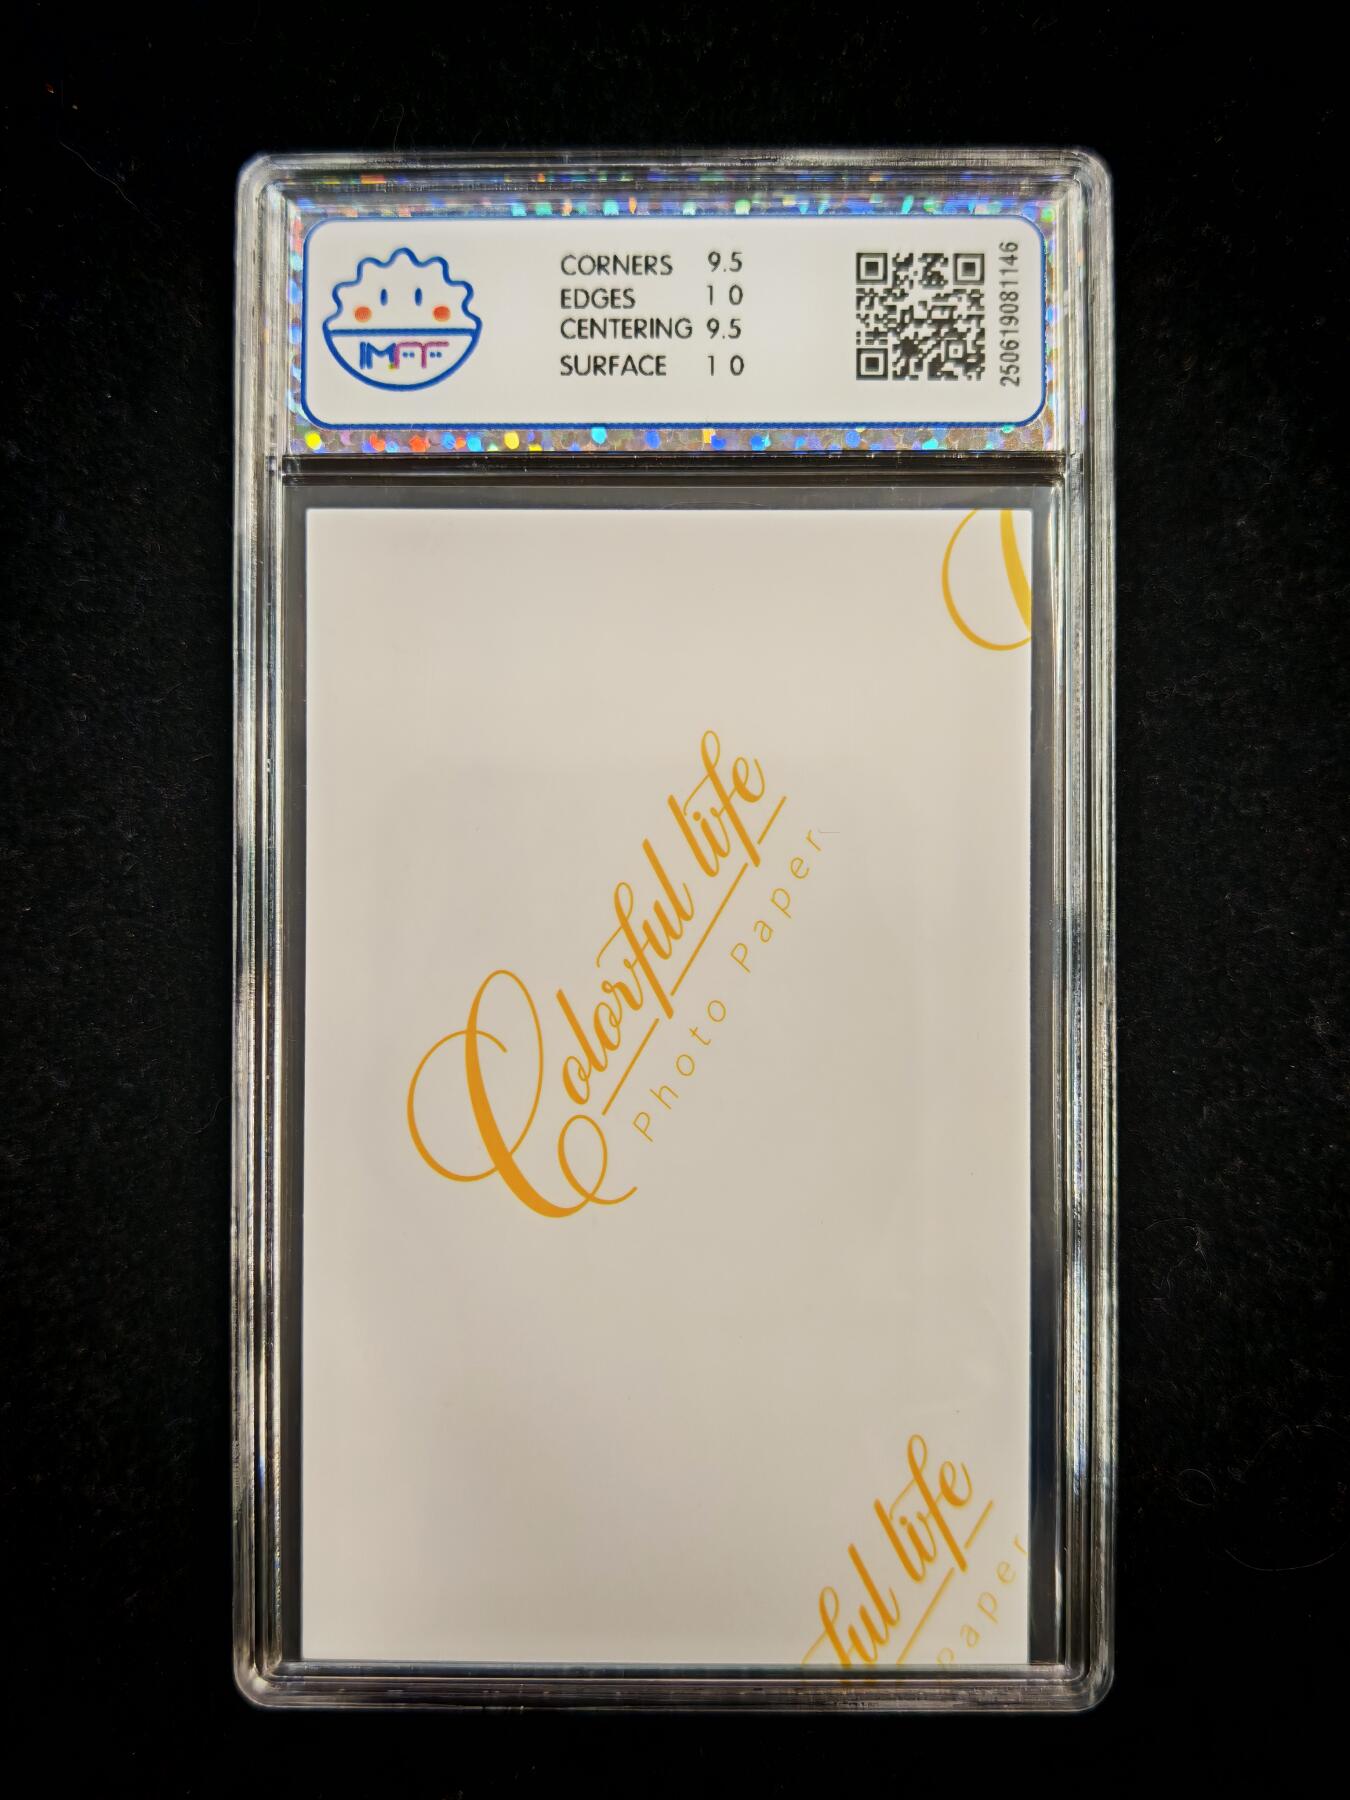 IMFF
CORNERS 9.5
EDGES 10
CENTERING 9.5
SURFACE 10
250619081146
Colorful life
Photo Paper
ful life
paper